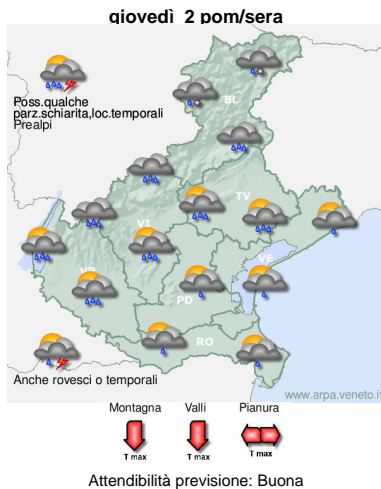 giovedì 2 pom/sera
Poss.qualche
parz.schiarita,loc.temporali
Prealpi
BL
TV
VI
VE
VR
PD
RO
Anche rovesci o temporali
www.arpa.veneto.it
Montagna Valli Pianura
T max T max T max
Attendibilità previsione: Buona